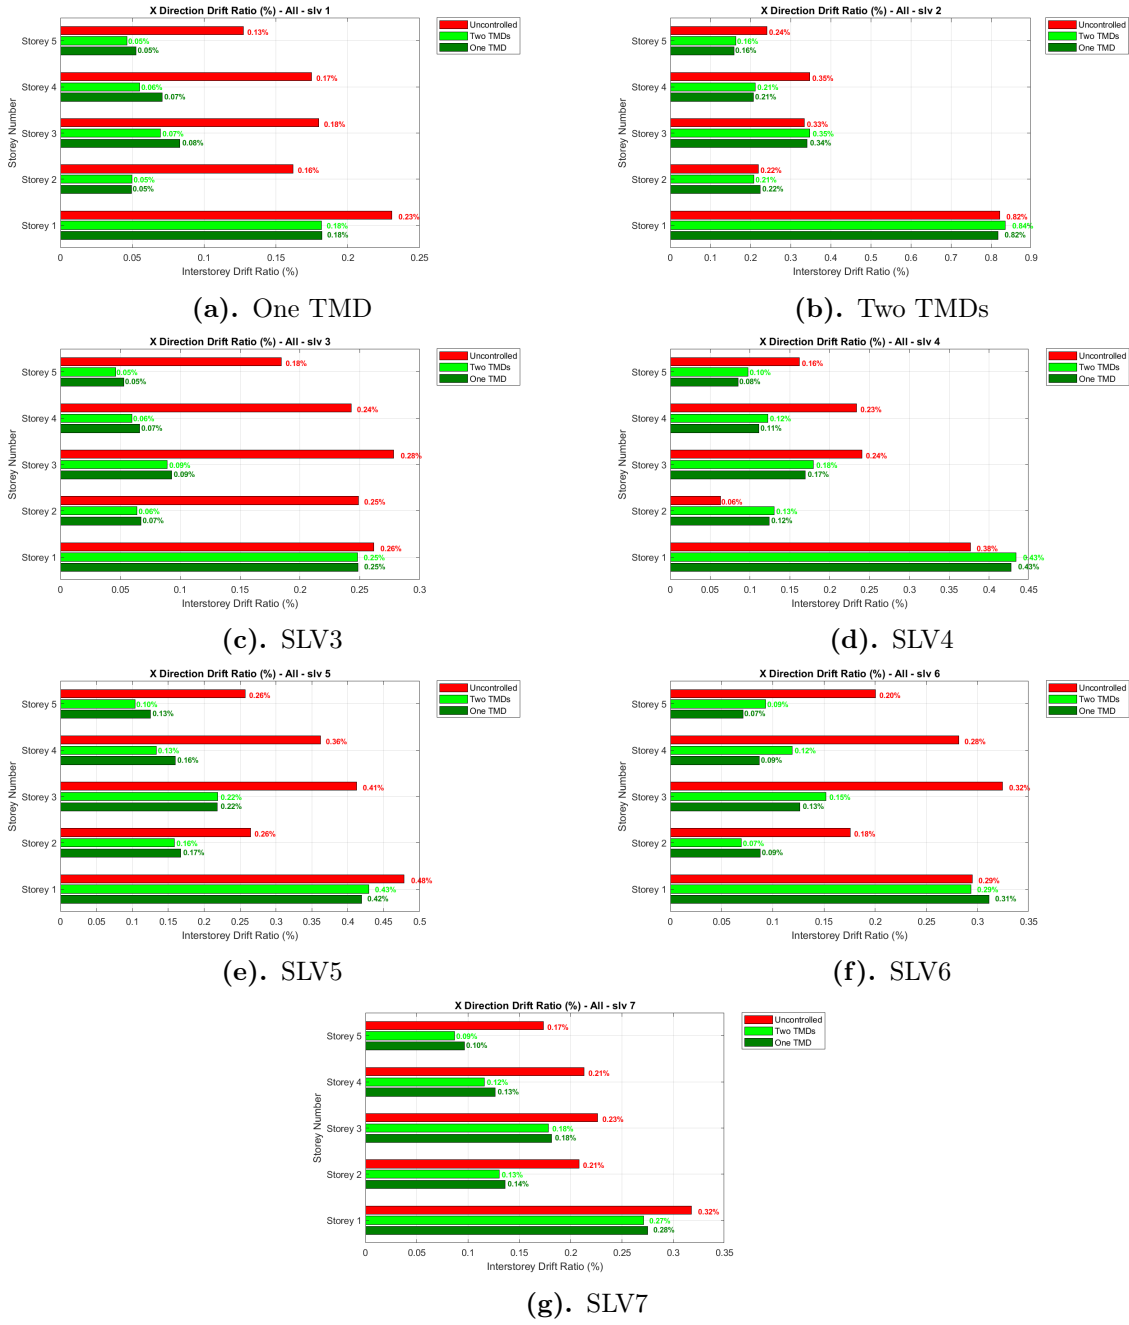 X Direction Drift Ratio (%) - All - slv 1
Uncontrolled
Two TMDs
One TMD
Storey Number
Storey 5
0.13%
0.05%
0.05%
Storey 4
0.17%
0.06%
0.07%
Storey 3
0.18%
0.07%
0.08%
Storey 2
0.16%
0.05%
0.05%
Storey 1
0.23%
0.18%
0.18%
0 0.05 0.1 0.15 0.2 0.25
Interstorey Drift Ratio (%)
(a). One TMD
X Direction Drift Ratio (%) - All - slv 2
Uncontrolled
Two TMDs
One TMD
Storey Number
Storey 5
0.24%
0.16%
0.16%
Storey 4
0.35%
0.21%
0.21%
Storey 3
0.33%
0.35%
0.34%
Storey 2
0.22%
0.21%
0.22%
Storey 1
0.82%
0.84%
0.82%
0 0.1 0.2 0.3 0.4 0.5 0.6 0.7 0.8 0.9
Interstorey Drift Ratio (%)
(b). Two TMDs
X Direction Drift Ratio (%) - All - slv 3
Uncontrolled
Two TMDs
One TMD
Storey Number
Storey 5
0.18%
0.05%
0.05%
Storey 4
0.24%
0.06%
0.07%
Storey 3
0.28%
0.09%
0.09%
Storey 2
0.25%
0.06%
0.07%
Storey 1
0.26%
0.25%
0.25%
0 0.05 0.1 0.15 0.2 0.25 0.3
Interstorey Drift Ratio (%)
(c). SLV3
X Direction Drift Ratio (%) - All - slv 4
Uncontrolled
Two TMDs
One TMD
Storey Number
Storey 5
0.16%
0.10%
0.08%
Storey 4
0.23%
0.12%
0.11%
Storey 3
0.24%
0.18%
0.17%
Storey 2
0.06%
0.13%
0.12%
Storey 1
0.38%
0.43%
0.43%
0 0.05 0.1 0.15 0.2 0.25 0.3 0.35 0.4 0.45
Interstorey Drift Ratio (%)
(d). SLV4
X Direction Drift Ratio (%) - All - slv 5
Uncontrolled
Two TMDs
One TMD
Storey Number
Storey 5
0.26%
0.10%
0.13%
Storey 4
0.36%
0.13%
0.16%
Storey 3
0.41%
0.22%
0.22%
Storey 2
0.26%
0.16%
0.17%
Storey 1
0.48%
0.43%
0.42%
0 0.05 0.1 0.15 0.2 0.25 0.3 0.35 0.4 0.45 0.5
Interstorey Drift Ratio (%)
(e). SLV5
X Direction Drift Ratio (%) - All - slv 6
Uncontrolled
Two TMDs
One TMD
Storey Number
Storey 5
0.20%
0.09%
0.07%
Storey 4
0.28%
0.12%
0.09%
Storey 3
0.32%
0.15%
0.13%
Storey 2
0.18%
0.07%
0.09%
Storey 1
0.29%
0.29%
0.31%
0 0.05 0.1 0.15 0.2 0.25 0.3 0.35
Interstorey Drift Ratio (%)
(f). SLV6
X Direction Drift Ratio (%) - All - slv 7
Uncontrolled
Two TMDs
One TMD
Storey Number
Storey 5
0.17%
0.09%
0.10%
Storey 4
0.21%
0.12%
0.13%
Storey 3
0.23%
0.18%
0.18%
Storey 2
0.21%
0.13%
0.14%
Storey 1
0.32%
0.27%
0.28%
0 0.05 0.1 0.15 0.2 0.25 0.3 0.35
Interstorey Drift Ratio (%)
(g). SLV7